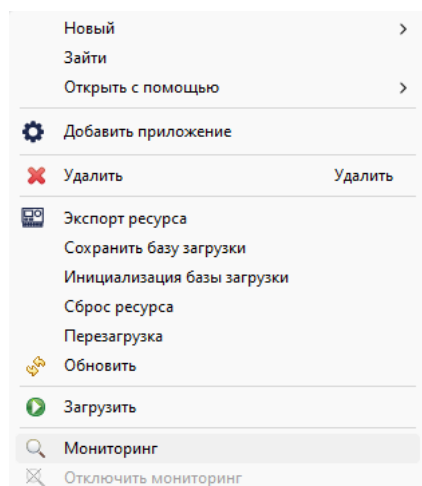 Новый
Зайти
Открыть с помощью
Добавить приложение
Удалить Удалить
Экспорт ресурса
Сохранить базу загрузки
Инициализация базы загрузки
Сброс ресурса
Перезагрузка
Обновить
Загрузить
Мониторинг
Отключить мониторинг